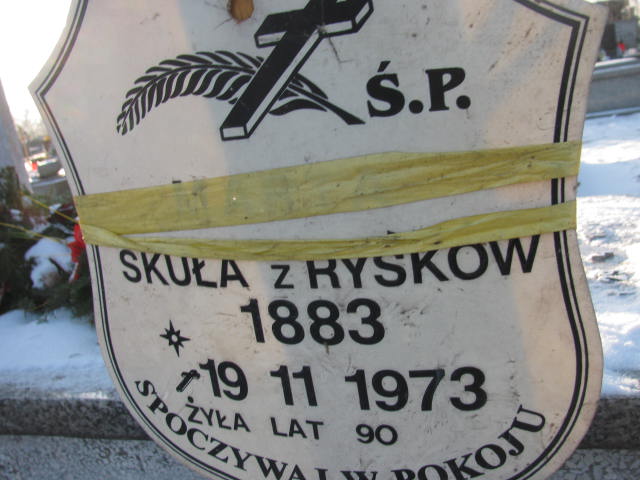 Ś.P.
SKUŁA z RYSKÓW
1883
19 11 1973
ŻYŁA LAT 90
SPOCZYWAJ W POKOJU